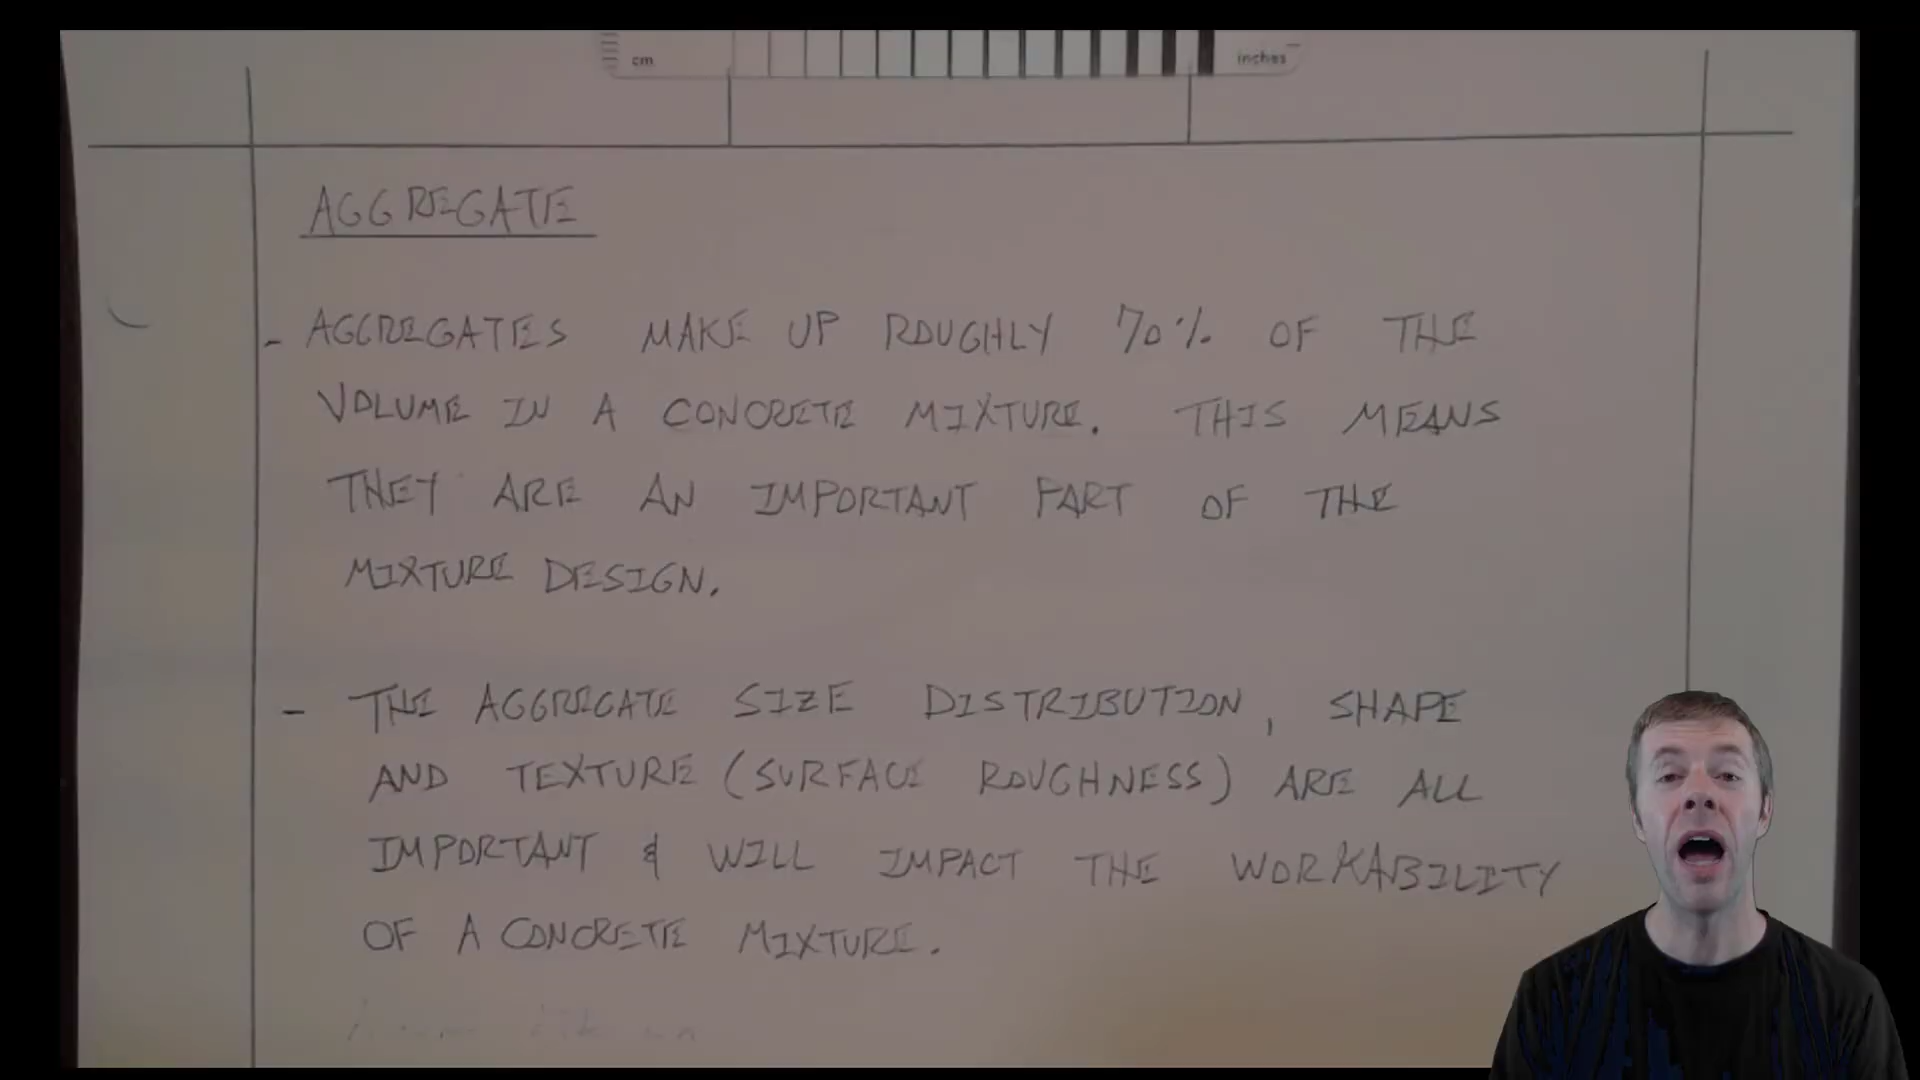 cm inches
AGGREGATE
- AGGREGATES MAKE UP ROUGHLY 70% OF THE
VOLUME IN A CONCRETE MIXTURE. THIS MEANS
THEY ARE AN IMPORTANT PART OF THE
MIXTURE DESIGN.
- THE AGGREGATE SIZE DISTRIBUTION, SHAPE
AND TEXTURE (SURFACE ROUGHNESS) ARE ALL
IMPORTANT & WILL IMPACT THE WORKABILITY
OF A CONCRETE MIXTURE.